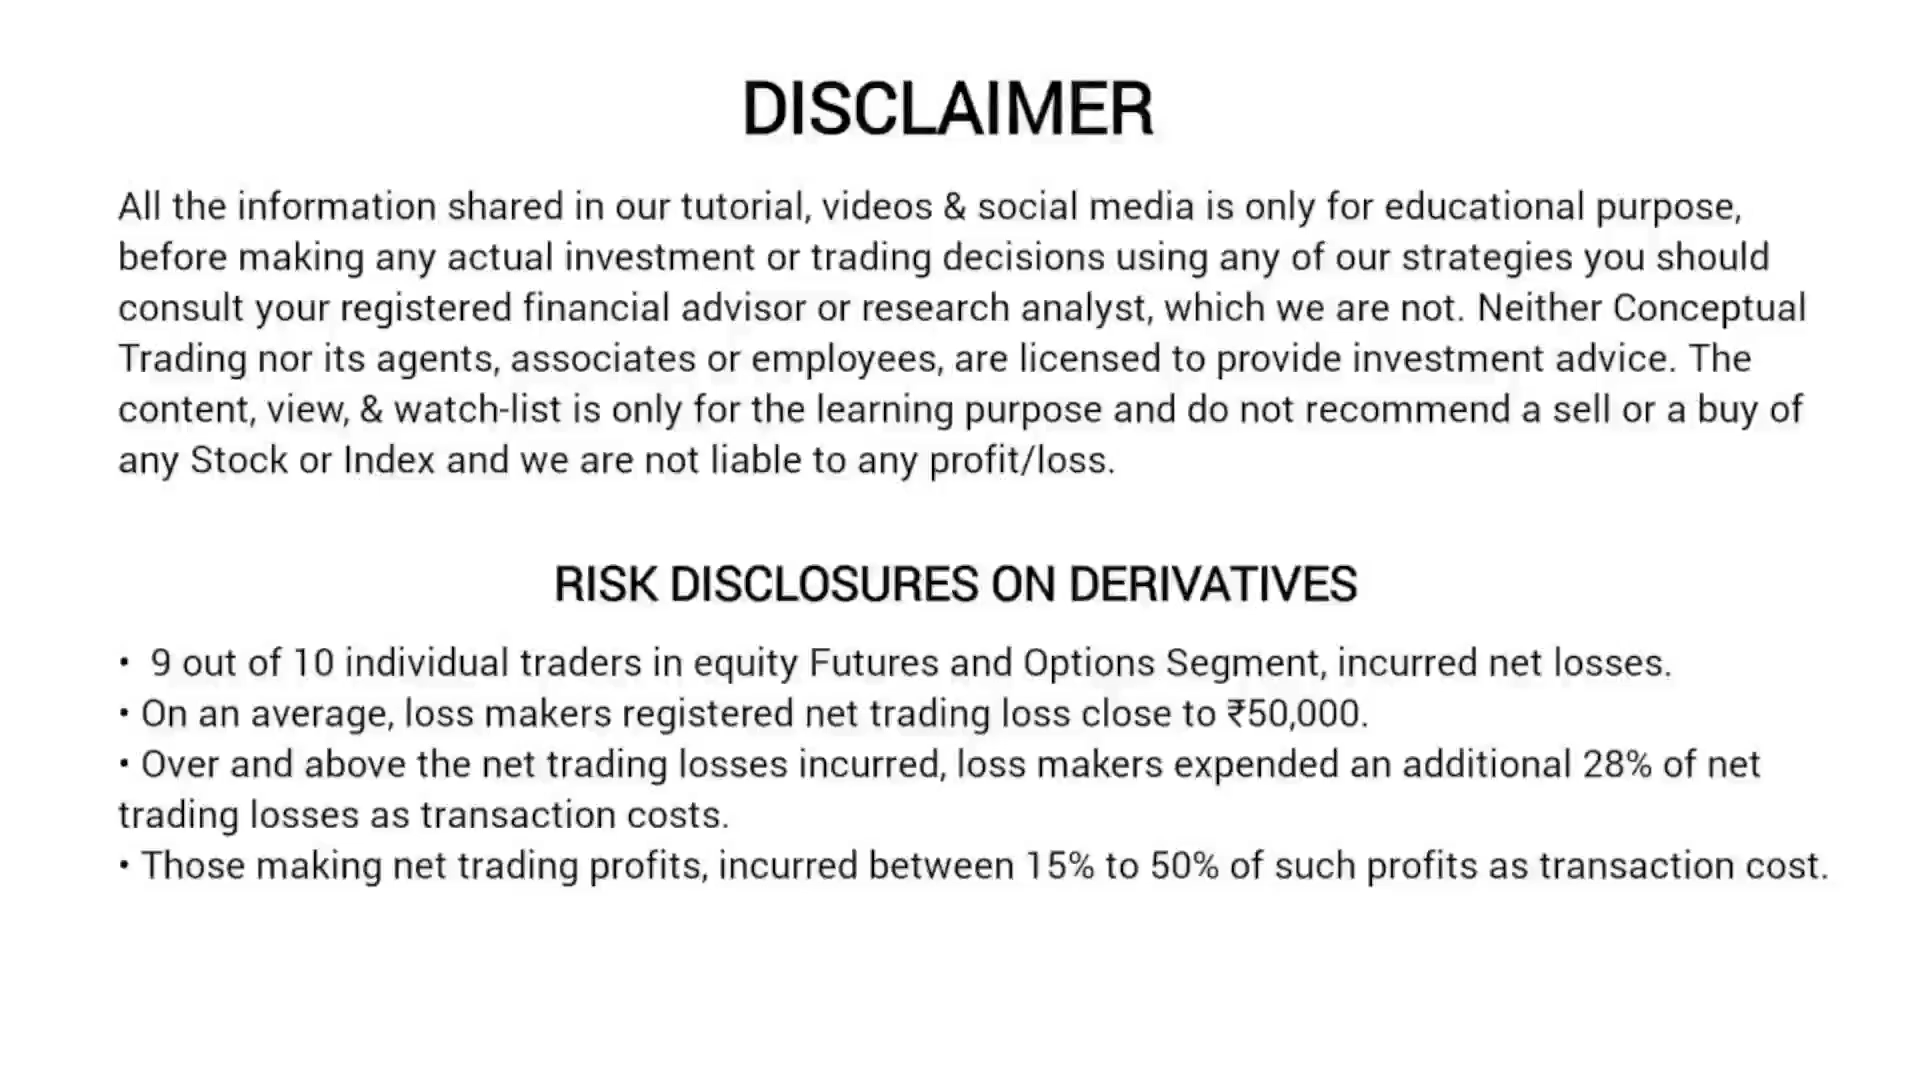 DISCLAIMER
All the information shared in our tutorial, videos & social media is only for educational purpose,
before making any actual investment or trading decisions using any of our strategies you should
consult your registered financial advisor or research analyst, which we are not. Neither Conceptual
Trading nor its agents, associates or employees, are licensed to provide investment advice. The
content, view, & watch-list is only for the learning purpose and do not recommend a sell or a buy of
any Stock or Index and we are not liable to any profit/loss.
RISK DISCLOSURES ON DERIVATIVES
• 9 out of 10 individual traders in equity Futures and Options Segment, incurred net losses.
• On an average, loss makers registered net trading loss close to ₹50,000.
• Over and above the net trading losses incurred, loss makers expended an additional 28% of net
trading losses as transaction costs.
• Those making net trading profits, incurred between 15% to 50% of such profits as transaction cost.